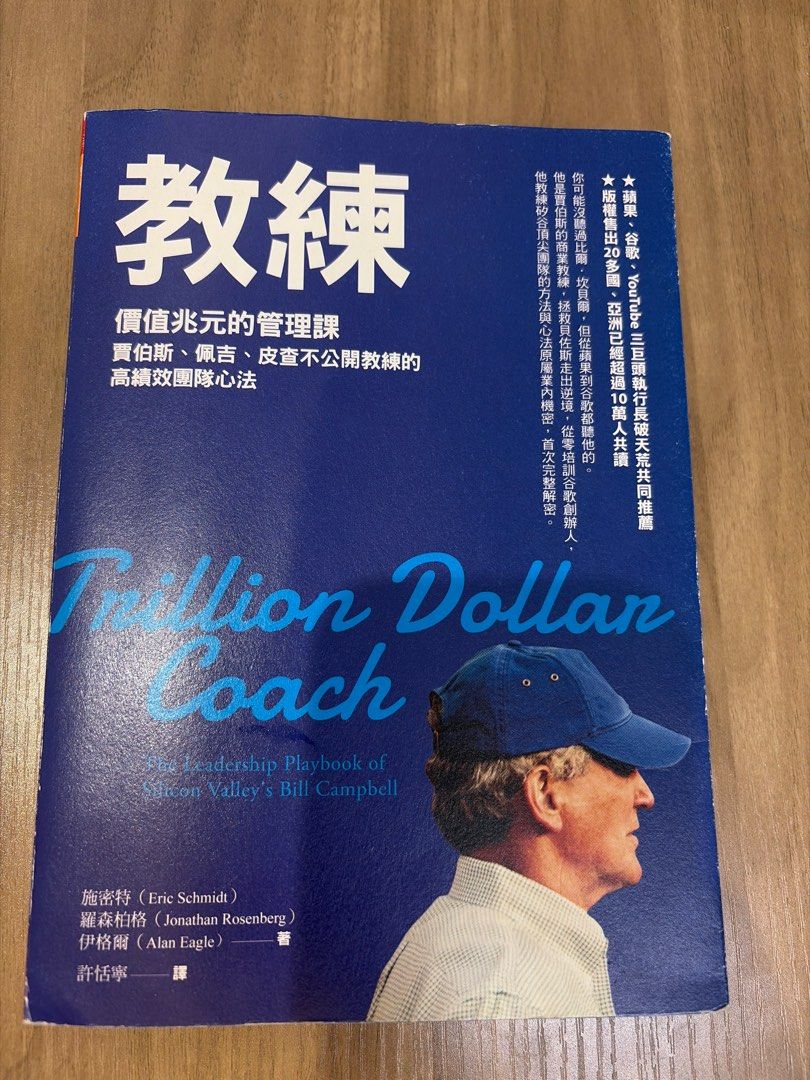 教練
價值兆元的管理課
賈伯斯、佩吉、皮查不公開教練的
高績效團隊心法
★蘋果、谷歌、YouTube三巨頭執行長破天荒共同推薦
★版權售出20多國、亞洲已經超過10萬人共讀
你可能沒聽過比爾．坎貝爾，但從蘋果到谷歌都聽他的。
他是賈伯斯的商業教練，拯救貝佐斯走出逆境，從零培訓谷歌創辦人，
他教練矽谷頂尖團隊的方法與心法原屬業內機密，首次完整解密。
Trillion Dollar
Coach
The Leadership Playbook of
Silicon Valley's Bill Campbell
施密特（Eric Schmidt）
羅森柏格（Jonathan Rosenberg）
伊格爾（Alan Eagle）——著
許恬寧——譯